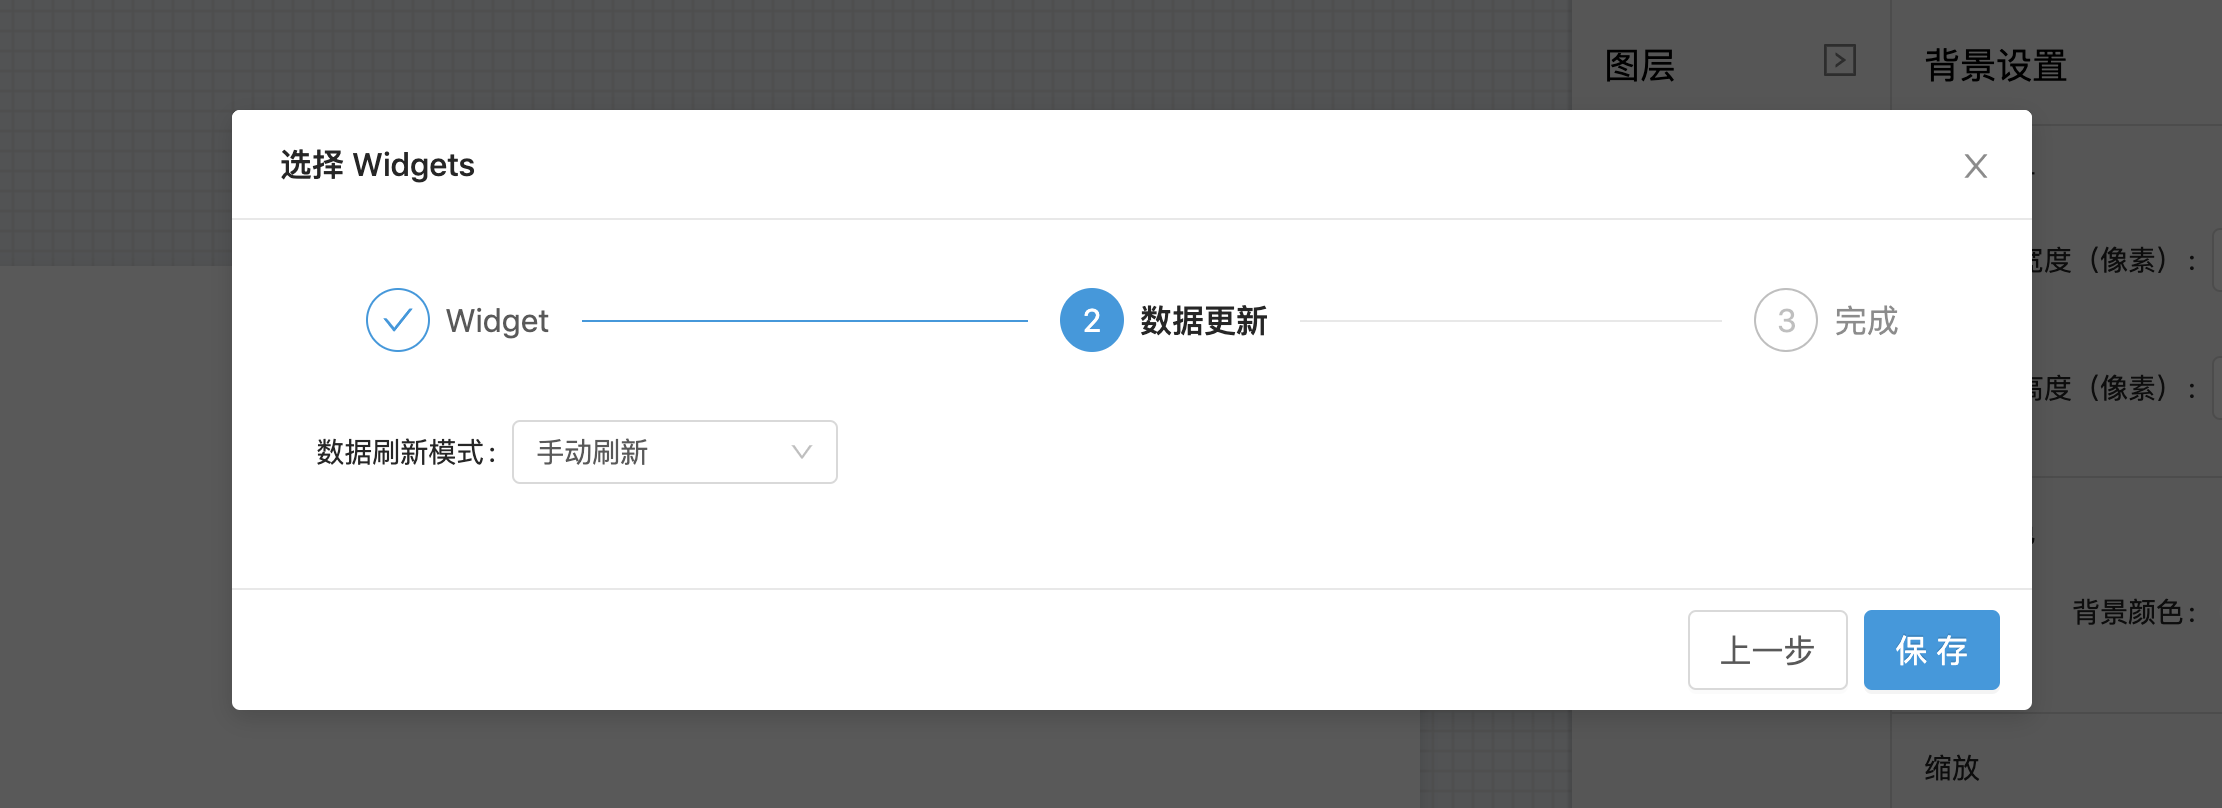 图层
背景设置
选择 Widgets
Widget
2 数据更新
3 完成
度（像素）：
数据刷新模式：
手动刷新
度（像素）：
背景颜色：
上一步
保 存
缩放